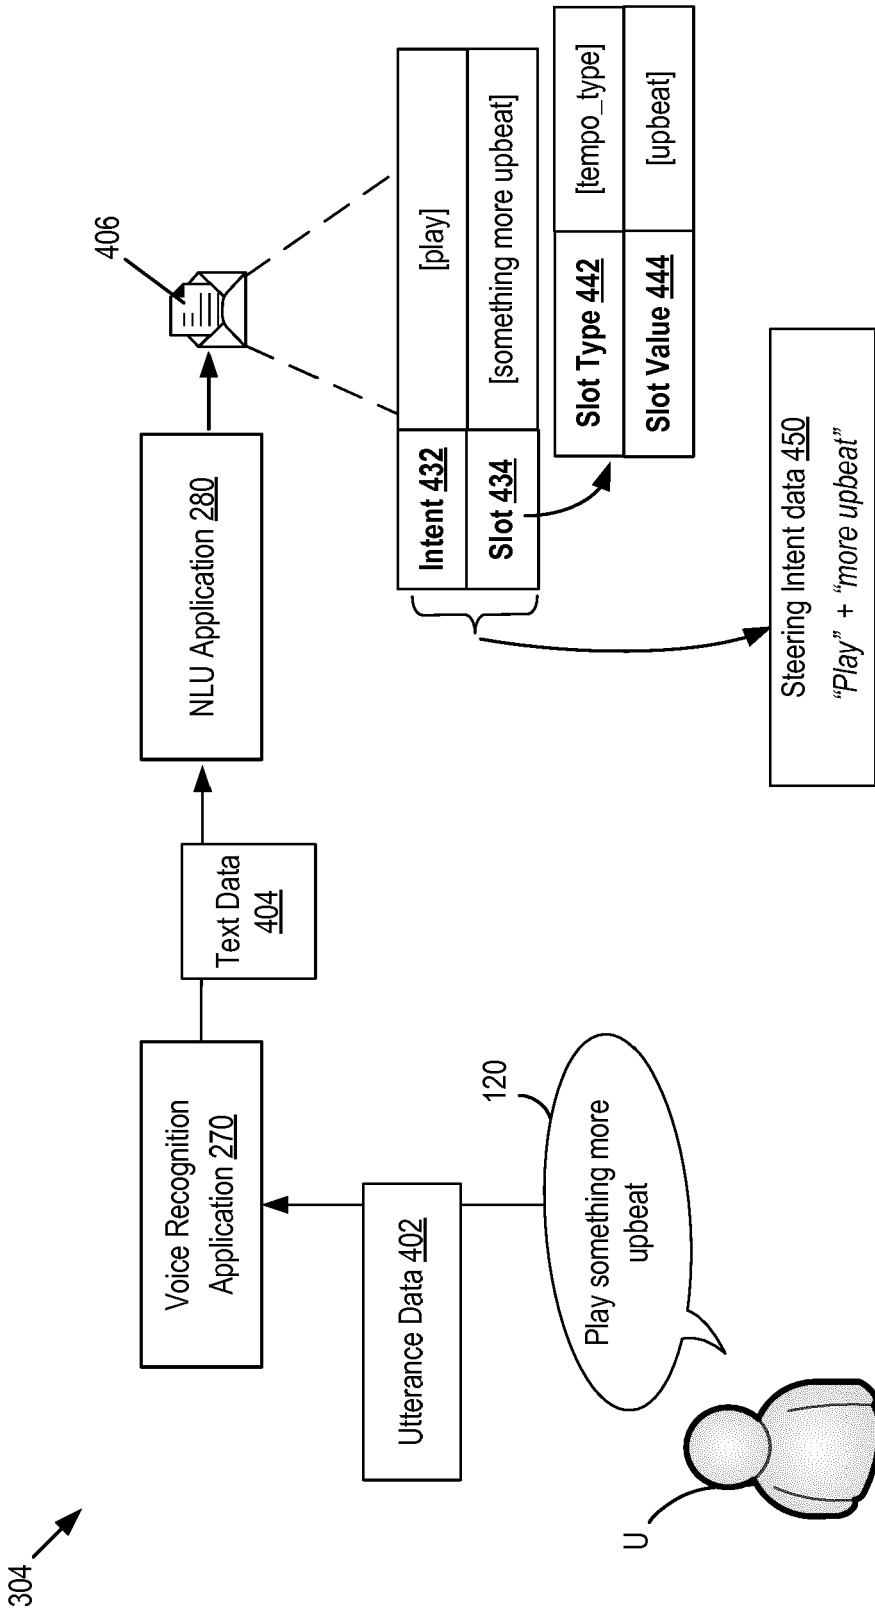 304
U
Play something more
upbeat
120
Utterance Data 402
Voice Recognition
Application 270
Text Data
404
NLU Application 280
406
Intent 432
[play]
Slot 434
[something more upbeat]
Slot Type 442
[tempo_type]
Slot Value 444
[upbeat]
Steering Intent data 450
“Play” + “more upbeat”